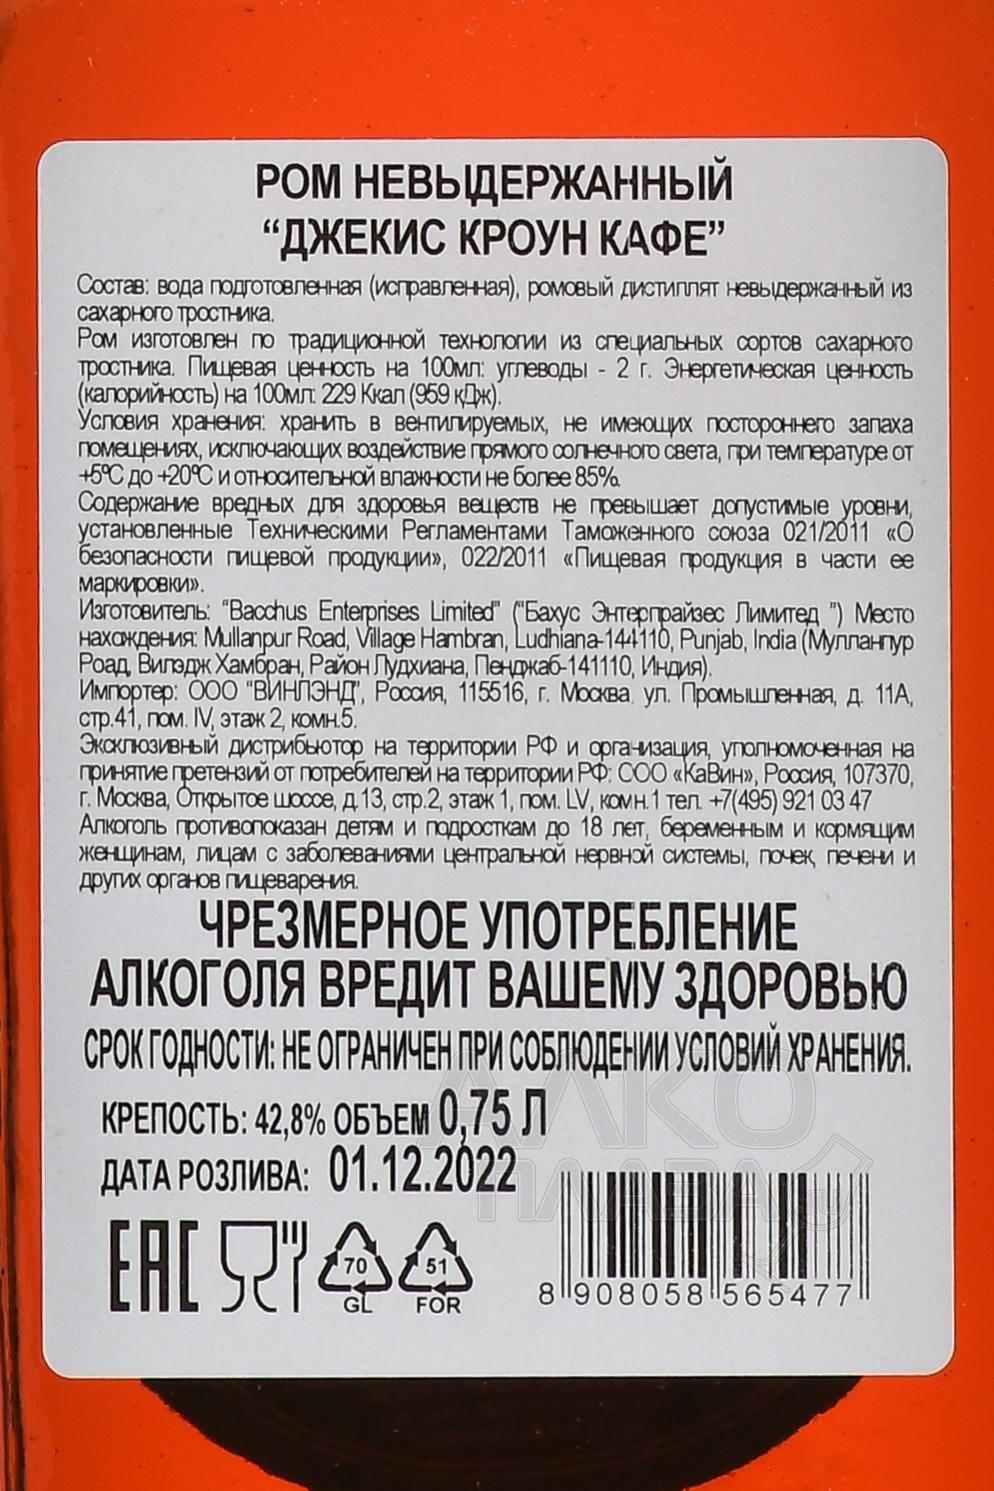 РОМ НЕВЫДЕРЖАННЫЙ
“ДЖЕКИС КРОУН КАФЕ”
Состав: вода подготовленная (исправленная), ромовый дистиллят невыдержанный из
сахарного тростника.
Ром изготовлен по традиционной технологии из специальных сортов сахарного
тростника. Пищевая ценность на 100мл: углеводы - 2 г. Энергетическая ценность
(калорийность) на 100мл: 229 Ккал (959 кДж).
Условия хранения: хранить в вентилируемых, не имеющих постороннего запаха
помещениях, исключающих воздействие прямого солнечного света, при температуре от
+5°С до +20°С и относительной влажности не более 85%.
Содержание вредных для здоровья веществ не превышает допустимые уровни,
установленные Техническими Регламентами Таможенного союза 021/2011 «О
безопасности пищевой продукции», 022/2011 «Пищевая продукция в части ее
маркировки».
Изготовитель: “Bacchus Enterprises Limited” (“Бахус Энтерпрайзес Лимитед ”) Место
нахождения: Mullanpur Road, Village Hambran, Ludhiana-144110, Punjab, India (Мулланпур
Роад, Вилэдж Хамбран, Район Лудхиана, Пенджаб-141110, Индия).
Импортер: ООО “ВИНЛЭНД”, Россия, 115516, г. Москва, ул. Промышленная, д. 11А,
стр.41, пом. IV, этаж 2, комн.5.
Эксклюзивный дистрибьютор на территории РФ и организация, уполномоченная на
принятие претензий от потребителей на территории РФ: ООО «КаВин», Россия, 107370,
г. Москва, Открытое шоссе, д.13, стр.2, этаж 1, пом. LV, комн.1 тел. +7(495) 921 03 47
Алкоголь противопоказан детям и подросткам до 18 лет, беременным и кормящим
женщинам, лицам с заболеваниями центральной нервной системы, почек, печени и
других органов пищеварения.
ЧРЕЗМЕРНОЕ УПОТРЕБЛЕНИЕ
АЛКОГОЛЯ ВРЕДИТ ВАШЕМУ ЗДОРОВЬЮ
СРОК ГОДНОСТИ: НЕ ОГРАНИЧЕН ПРИ СОБЛЮДЕНИИ УСЛОВИЙ ХРАНЕНИЯ.
КРЕПОСТЬ: 42,8% ОБЪЕМ 0,75 Л
ДАТА РОЗЛИВА: 01.12.2022
АЛКО
ПЛАЗА
EAC
70
GL
51
FOR
8 908058 565477